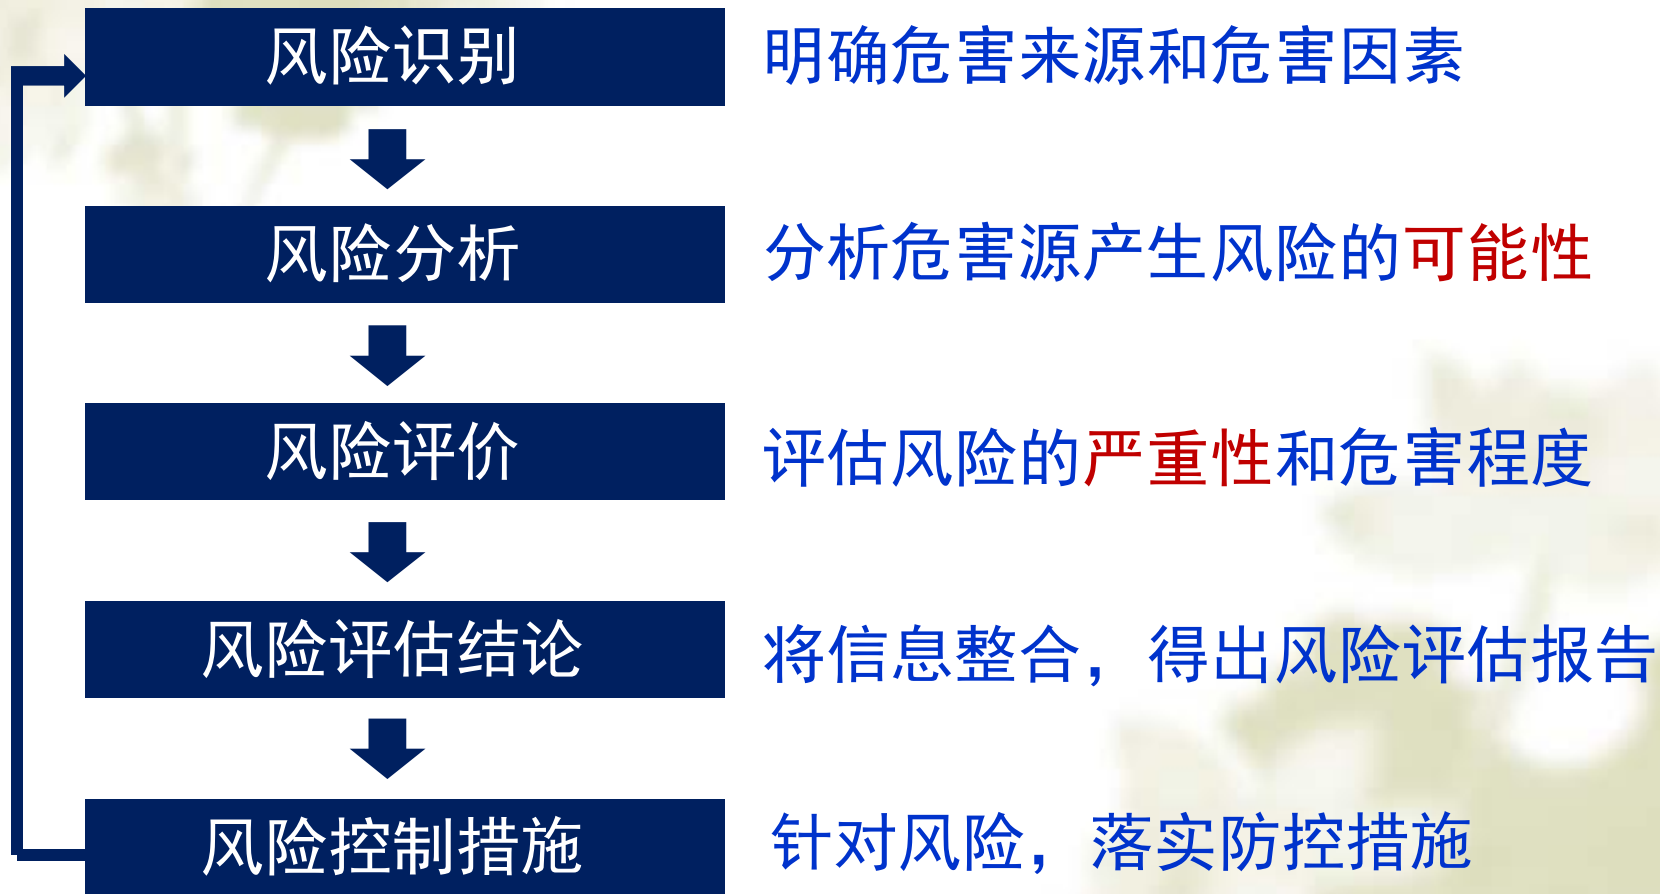 风险识别
明确危害来源和危害因素
风险分析
分析危害源产生风险的可能性
风险评价
评估风险的严重性和危害程度
风险评估结论
将信息整合，得出风险评估报告
风险控制措施
针对风险，落实防控措施